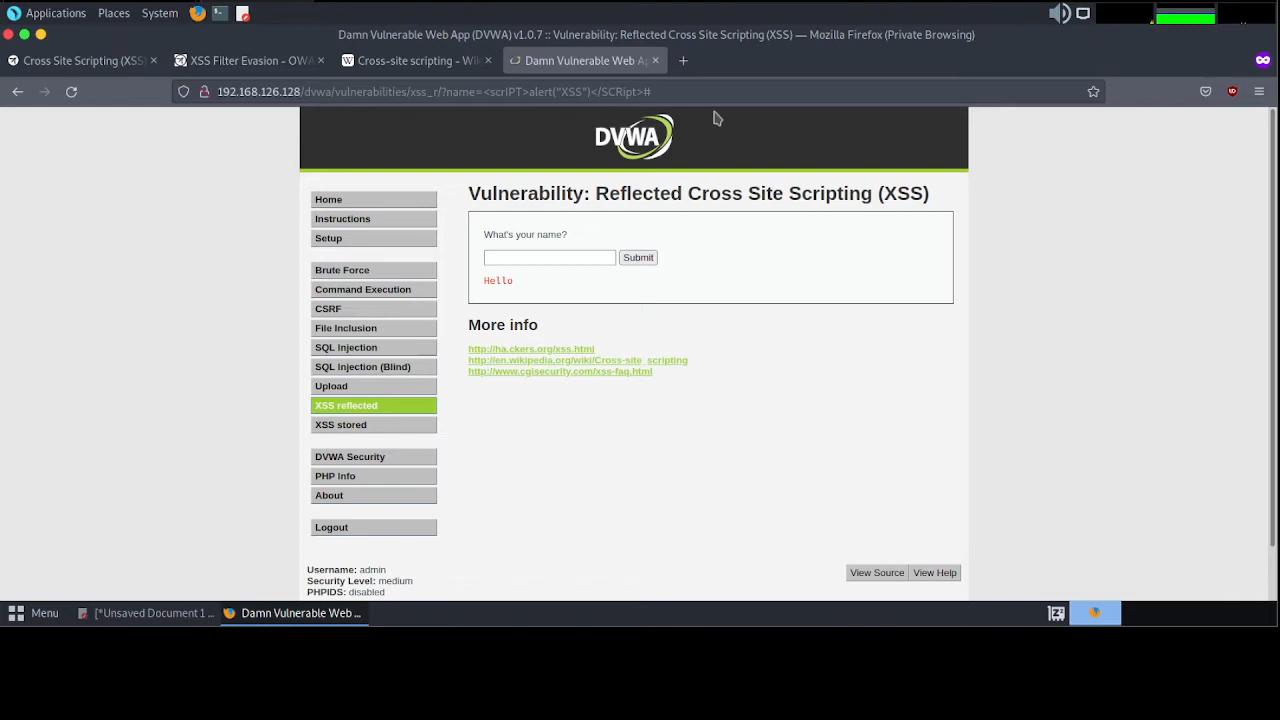 Applications Places System
Damn Vulnerable Web App (DVWA) v1.0.7 :: Vulnerability: Reflected Cross Site Scripting (XSS) — Mozilla Firefox (Private Browsing)
Cross Site Scripting (XSS) × XSS Filter Evasion - OWA × Cross-site scripting - Wiki × Damn Vulnerable Web Ap × +
192.168.126.128/dvwa/vulnerabilities/xss_r/?name=<scrIPT>alert("XSS")</SCRipt>#
DVWA
Vulnerability: Reflected Cross Site Scripting (XSS)
Home
Instructions
Setup
Brute Force
Command Execution
CSRF
File Inclusion
SQL Injection
SQL Injection (Blind)
Upload
XSS reflected
XSS stored
DVWA Security
PHP Info
About
Logout
What's your name?
Submit
Hello
More info
http://ha.ckers.org/xss.html
http://en.wikipedia.org/wiki/Cross-site_scripting
http://www.cgisecurity.com/xss-faq.html
Username: admin
Security Level: medium
PHPIDS: disabled
View Source View Help
Menu [*Unsaved Document 1 ... Damn Vulnerable Web ...